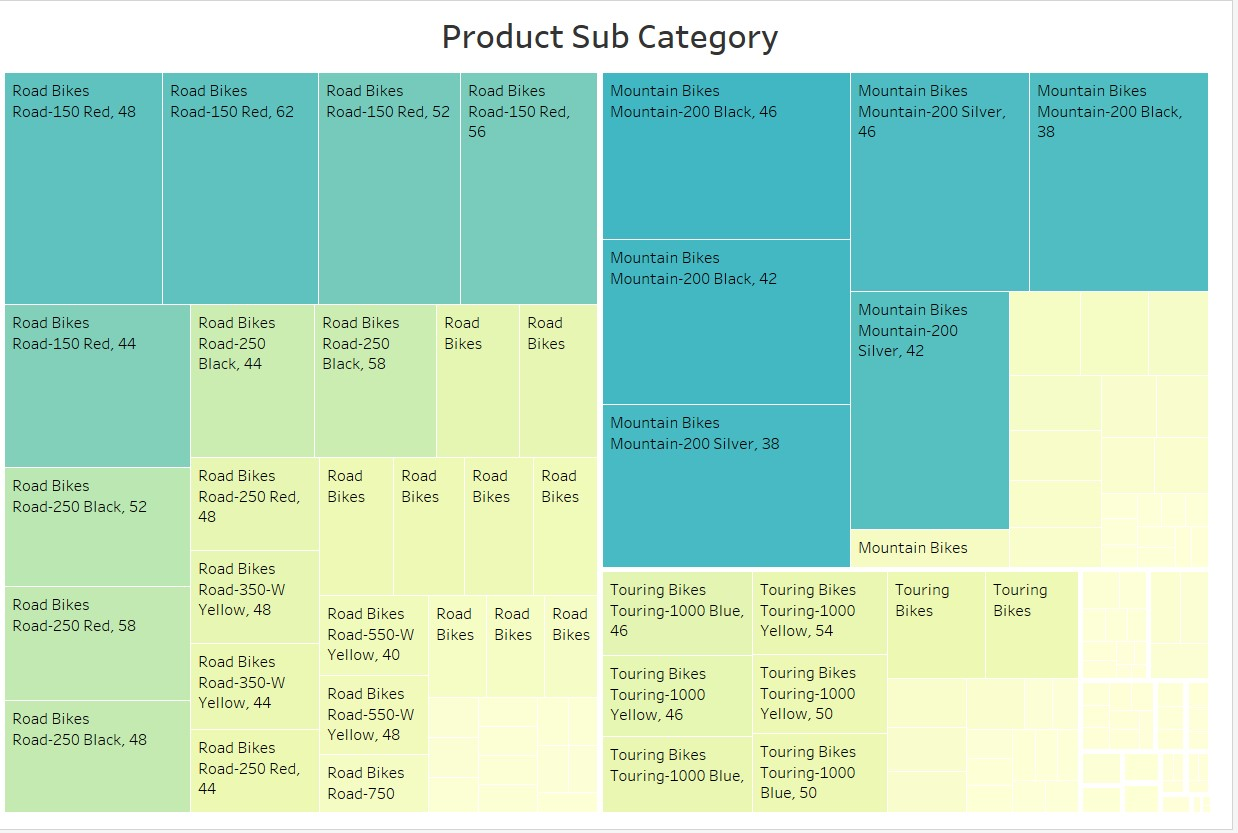 Product Sub Category
Road Bikes
Road-150 Red, 48
Road Bikes
Road-150 Red, 62
Road Bikes
Road-150 Red, 52
Road Bikes
Road-150 Red,
56
Road Bikes
Road-150 Red, 44
Road Bikes
Road-250
Black, 44
Road Bikes
Road-250
Black, 58
Road
Bikes
Road
Bikes
Road Bikes
Road-250 Black, 52
Road Bikes
Road-250 Red, 58
Road Bikes
Road-250 Black, 48
Road Bikes
Road-250 Red,
48
Road Bikes
Road-350-W
Yellow, 48
Road Bikes
Road-350-W
Yellow, 44
Road Bikes
Road-250 Red,
44
Road
Bikes
Road
Bikes
Road
Bikes
Road
Bikes
Road Bikes
Road-550-W
Yellow, 40
Road Bikes
Road-550-W
Yellow, 48
Road Bikes
Road-750
Road
Bikes
Road
Bikes
Road
Bikes
Mountain Bikes
Mountain-200 Black, 46
Mountain Bikes
Mountain-200 Black, 42
Mountain Bikes
Mountain-200 Silver, 38
Mountain Bikes
Mountain-200 Silver,
46
Mountain Bikes
Mountain-200 Black,
38
Mountain Bikes
Mountain-200
Silver, 42
Mountain Bikes
Touring Bikes
Touring-1000 Blue,
46
Touring Bikes
Touring-1000
Yellow, 46
Touring Bikes
Touring-1000 Blue,
Touring Bikes
Touring-1000
Yellow, 54
Touring Bikes
Touring-1000
Yellow, 50
Touring Bikes
Touring-1000
Blue, 50
Touring
Bikes
Touring
Bikes